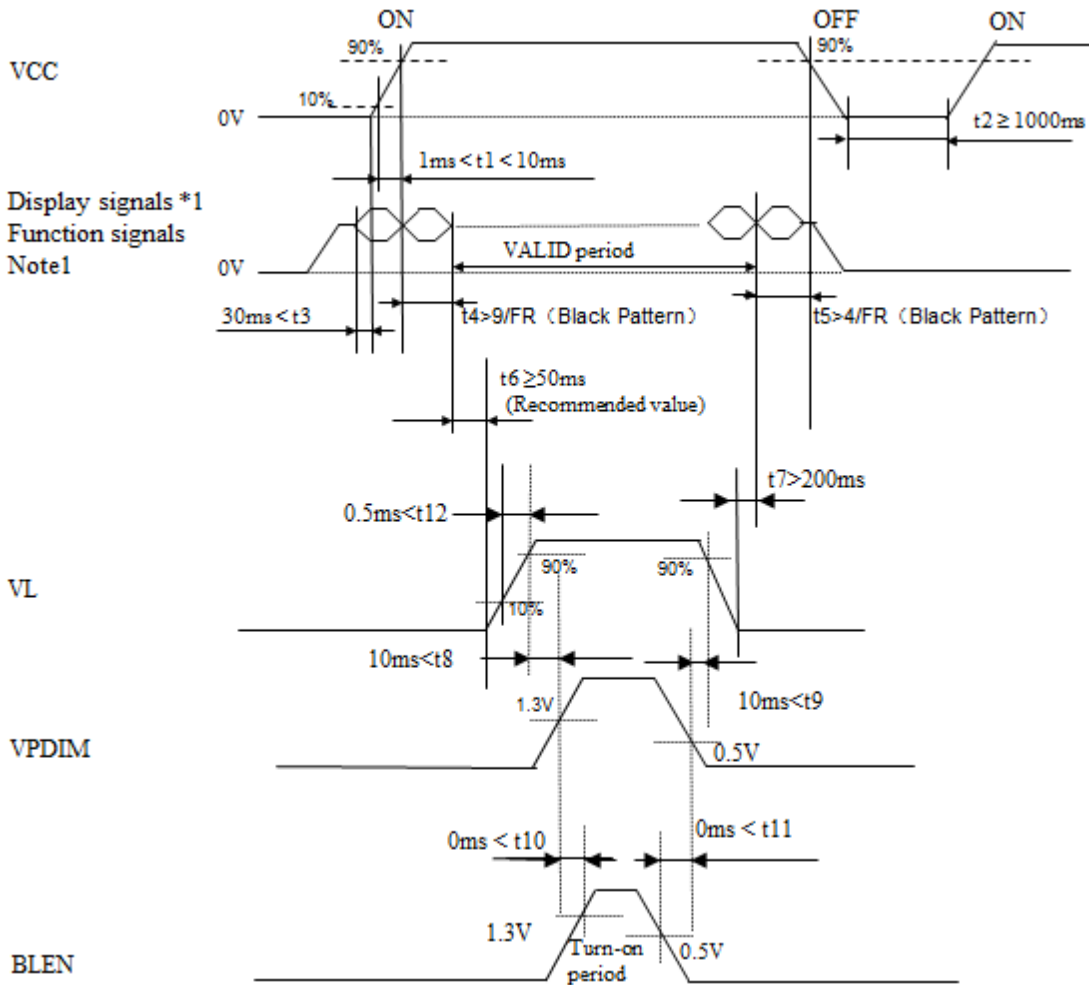 ON
OFF
ON
90%
90%
VCC
10%
0V
t2 ≥ 1000ms
1ms < t1 < 10ms
Display signals *1
Function signals
Note1
VALID period
0V
30ms < t3
t4>9/FR（Black Pattern）
t5>4/FR（Black Pattern）
t6 ≥50ms
(Recommended value)
t7>200ms
0.5ms<t12
90%
90%
VL
10%
10ms<t8
10ms<t9
1.3V
VPDIM
0.5V
0ms < t10
0ms < t11
1.3V
Turn-on
period
0.5V
BLEN